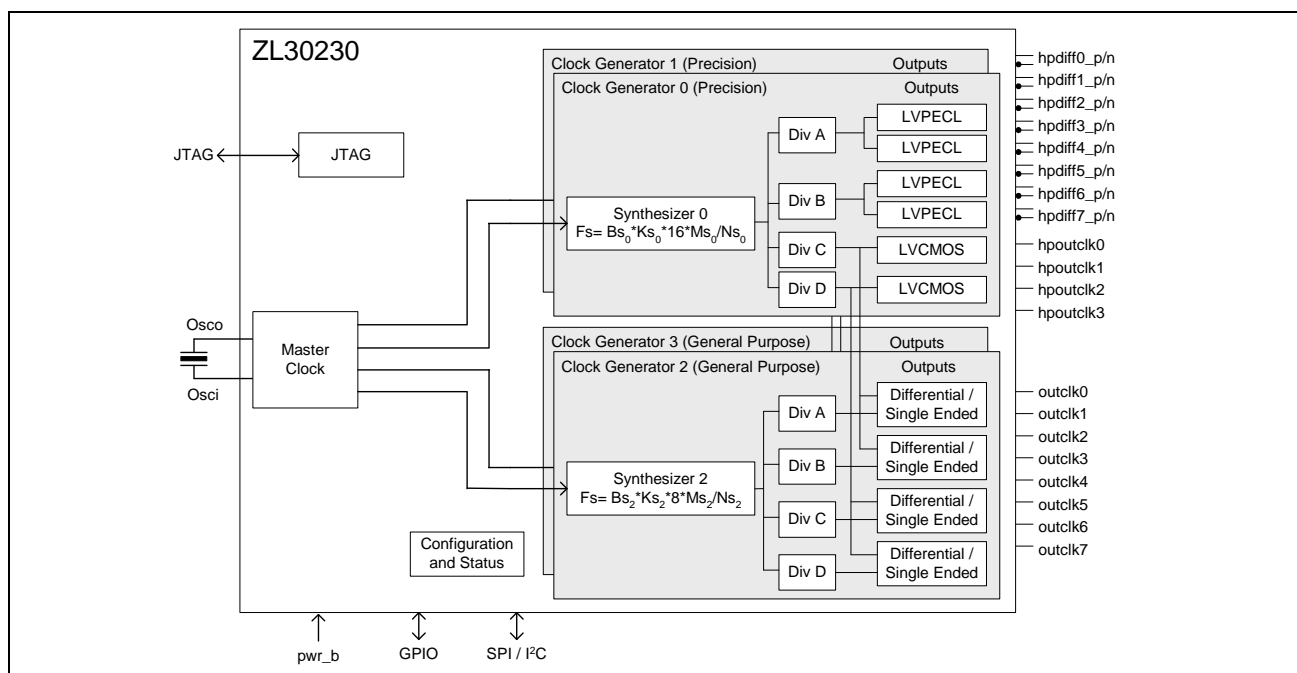 ZL30230
Clock Generator 1 (Precision) Outputs
Clock Generator 0 (Precision) Outputs
JTAG
JTAG
Synthesizer 0
Fs= Bs0*Ks0*16*Ms0/Ns0
Div A
Div B
Div C
Div D
LVPECL
LVPECL
LVPECL
LVPECL
LVCMOS
LVCMOS
hpdiff0_p/n
hpdiff1_p/n
hpdiff2_p/n
hpdiff3_p/n
hpdiff4_p/n
hpdiff5_p/n
hpdiff6_p/n
hpdiff7_p/n
hpoutclk0
hpoutclk1
hpoutclk2
hpoutclk3
Osco
Osci
Master
Clock
Clock Generator 3 (General Purpose) Outputs
Clock Generator 2 (General Purpose) Outputs
Synthesizer 2
Fs= Bs2*Ks2*8*Ms2/Ns2
Div A
Div B
Div C
Div D
Differential /
Single Ended
Differential /
Single Ended
Differential /
Single Ended
Differential /
Single Ended
outclk0
outclk1
outclk2
outclk3
outclk4
outclk5
outclk6
outclk7
Configuration
and Status
pwr_b
GPIO
SPI / I²C